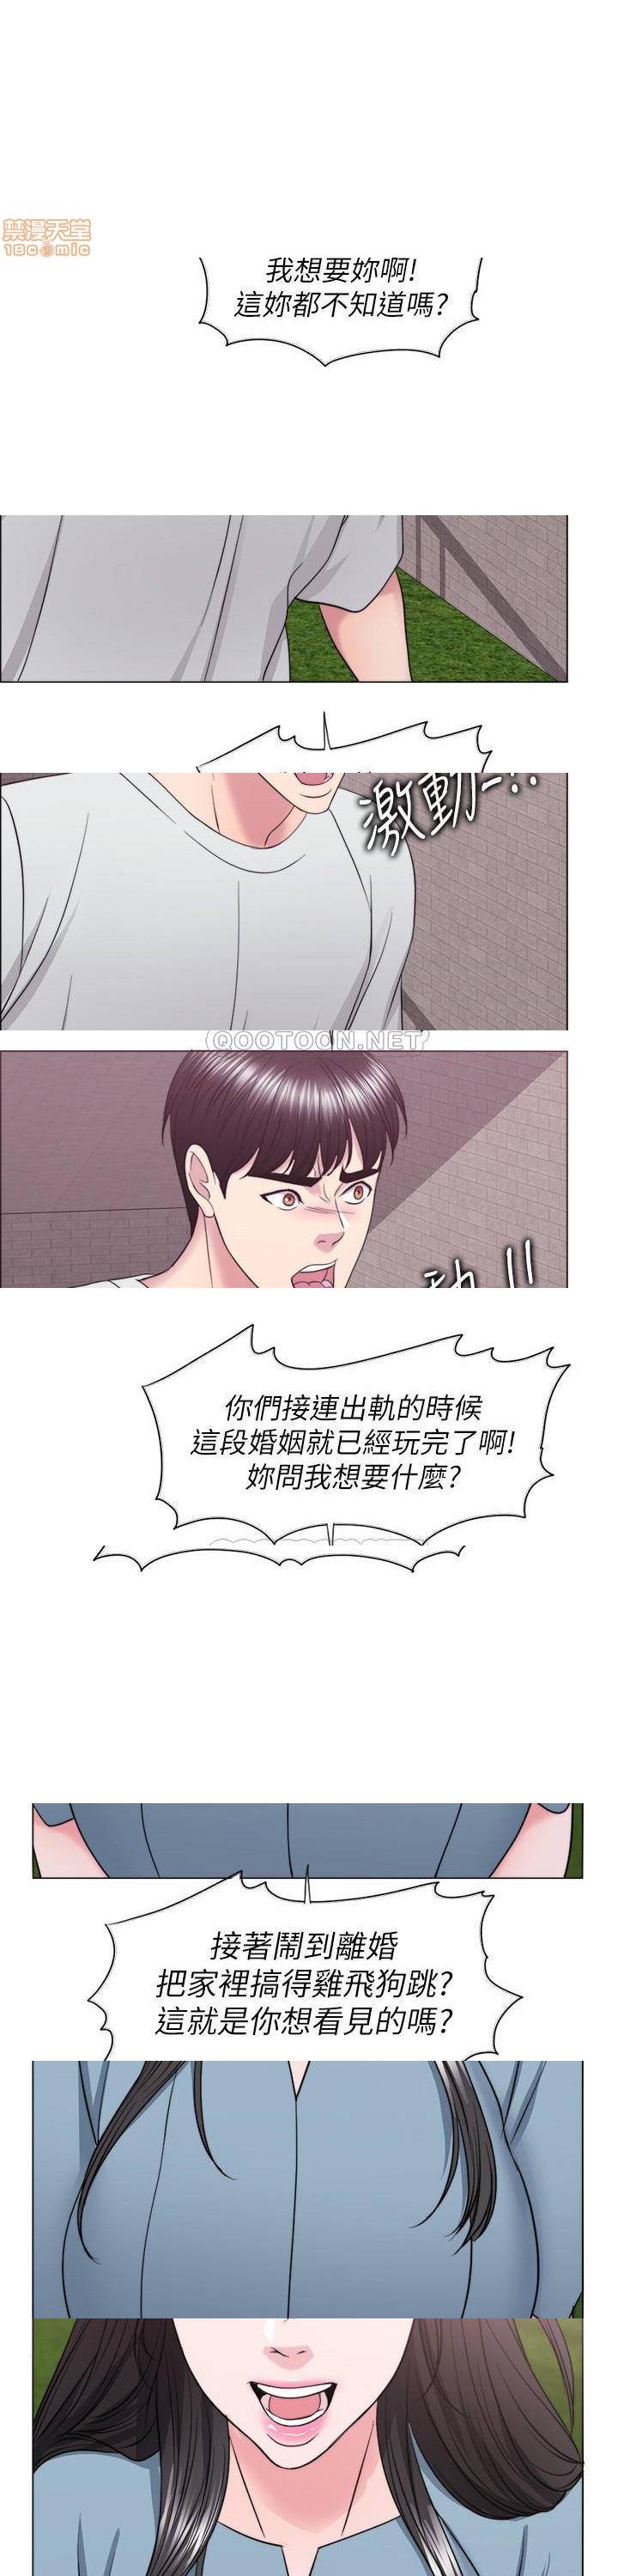 禁漫天堂
18comic
我想要妳啊!
這妳都不知道嗎?
激動
QOOTOON.NET
你們接連出軌的時候
這段婚姻就已經玩完了啊!
妳問我想要什麼?
接著鬧到離婚
把家裡搞得雞飛狗跳?
這就是你想看見的嗎?